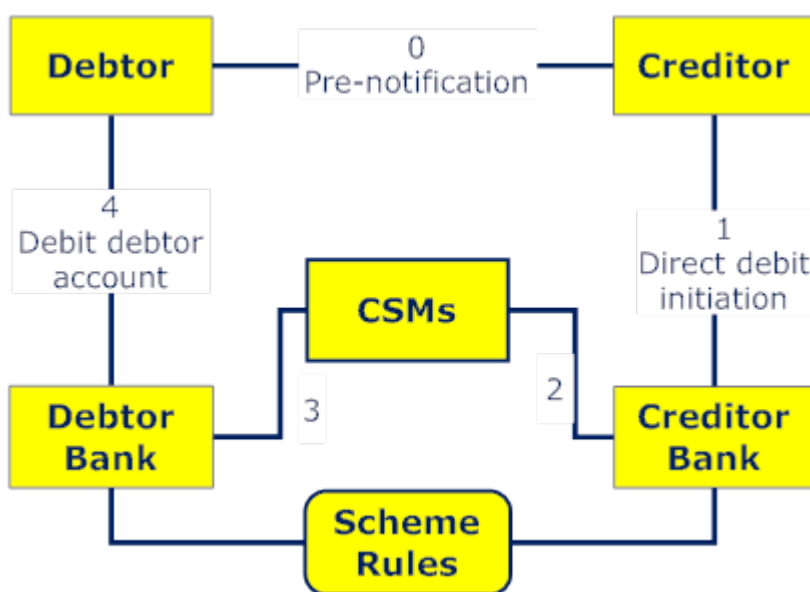 Debtor
0
Pre-notification
Creditor
4
Debit debtor
account
1
Direct debit
initiation
CSMs
3
2
Debtor
Bank
Creditor
Bank
Scheme
Rules